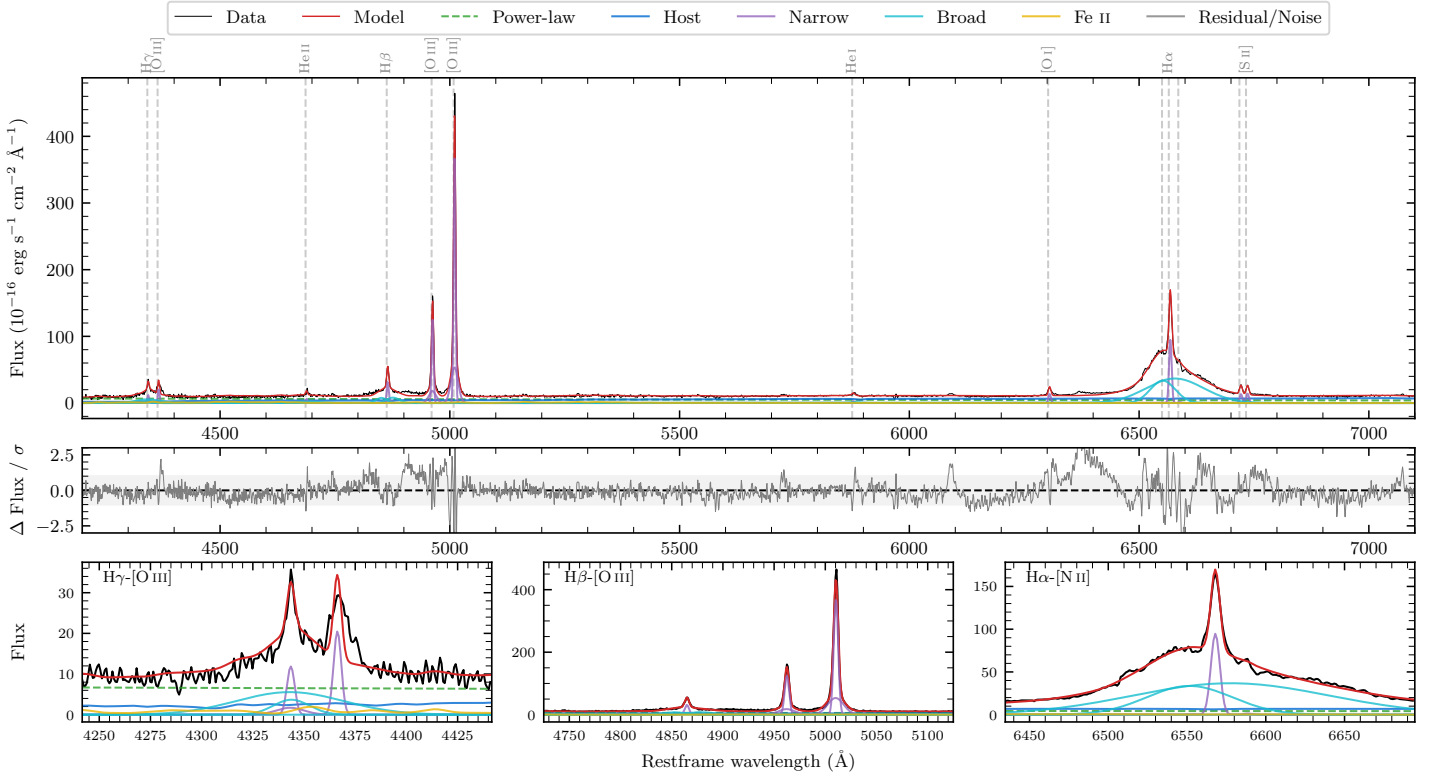 Data Model Power-law Host Narrow Broad Fe II Residual/Noise
Hγ [O III] He II Hβ [O III] [O III] He I [O I] Hα [S II]
Flux (10⁻¹⁶ erg s⁻¹ cm⁻² Å⁻¹)
400
300
200
100
0
4500 5000 5500 6000 6500 7000
Δ Flux / σ
2.5
0.0
−2.5
4500 5000 5500 6000 6500 7000
Flux
Hγ-[O III]
30
20
10
0
4250 4275 4300 4325 4350 4375 4400 4425
Hβ-[O III]
400
200
0
4750 4800 4850 4900 4950 5000 5050 5100
Hα-[N II]
150
100
50
0
6450 6500 6550 6600 6650
Restframe wavelength (Å)